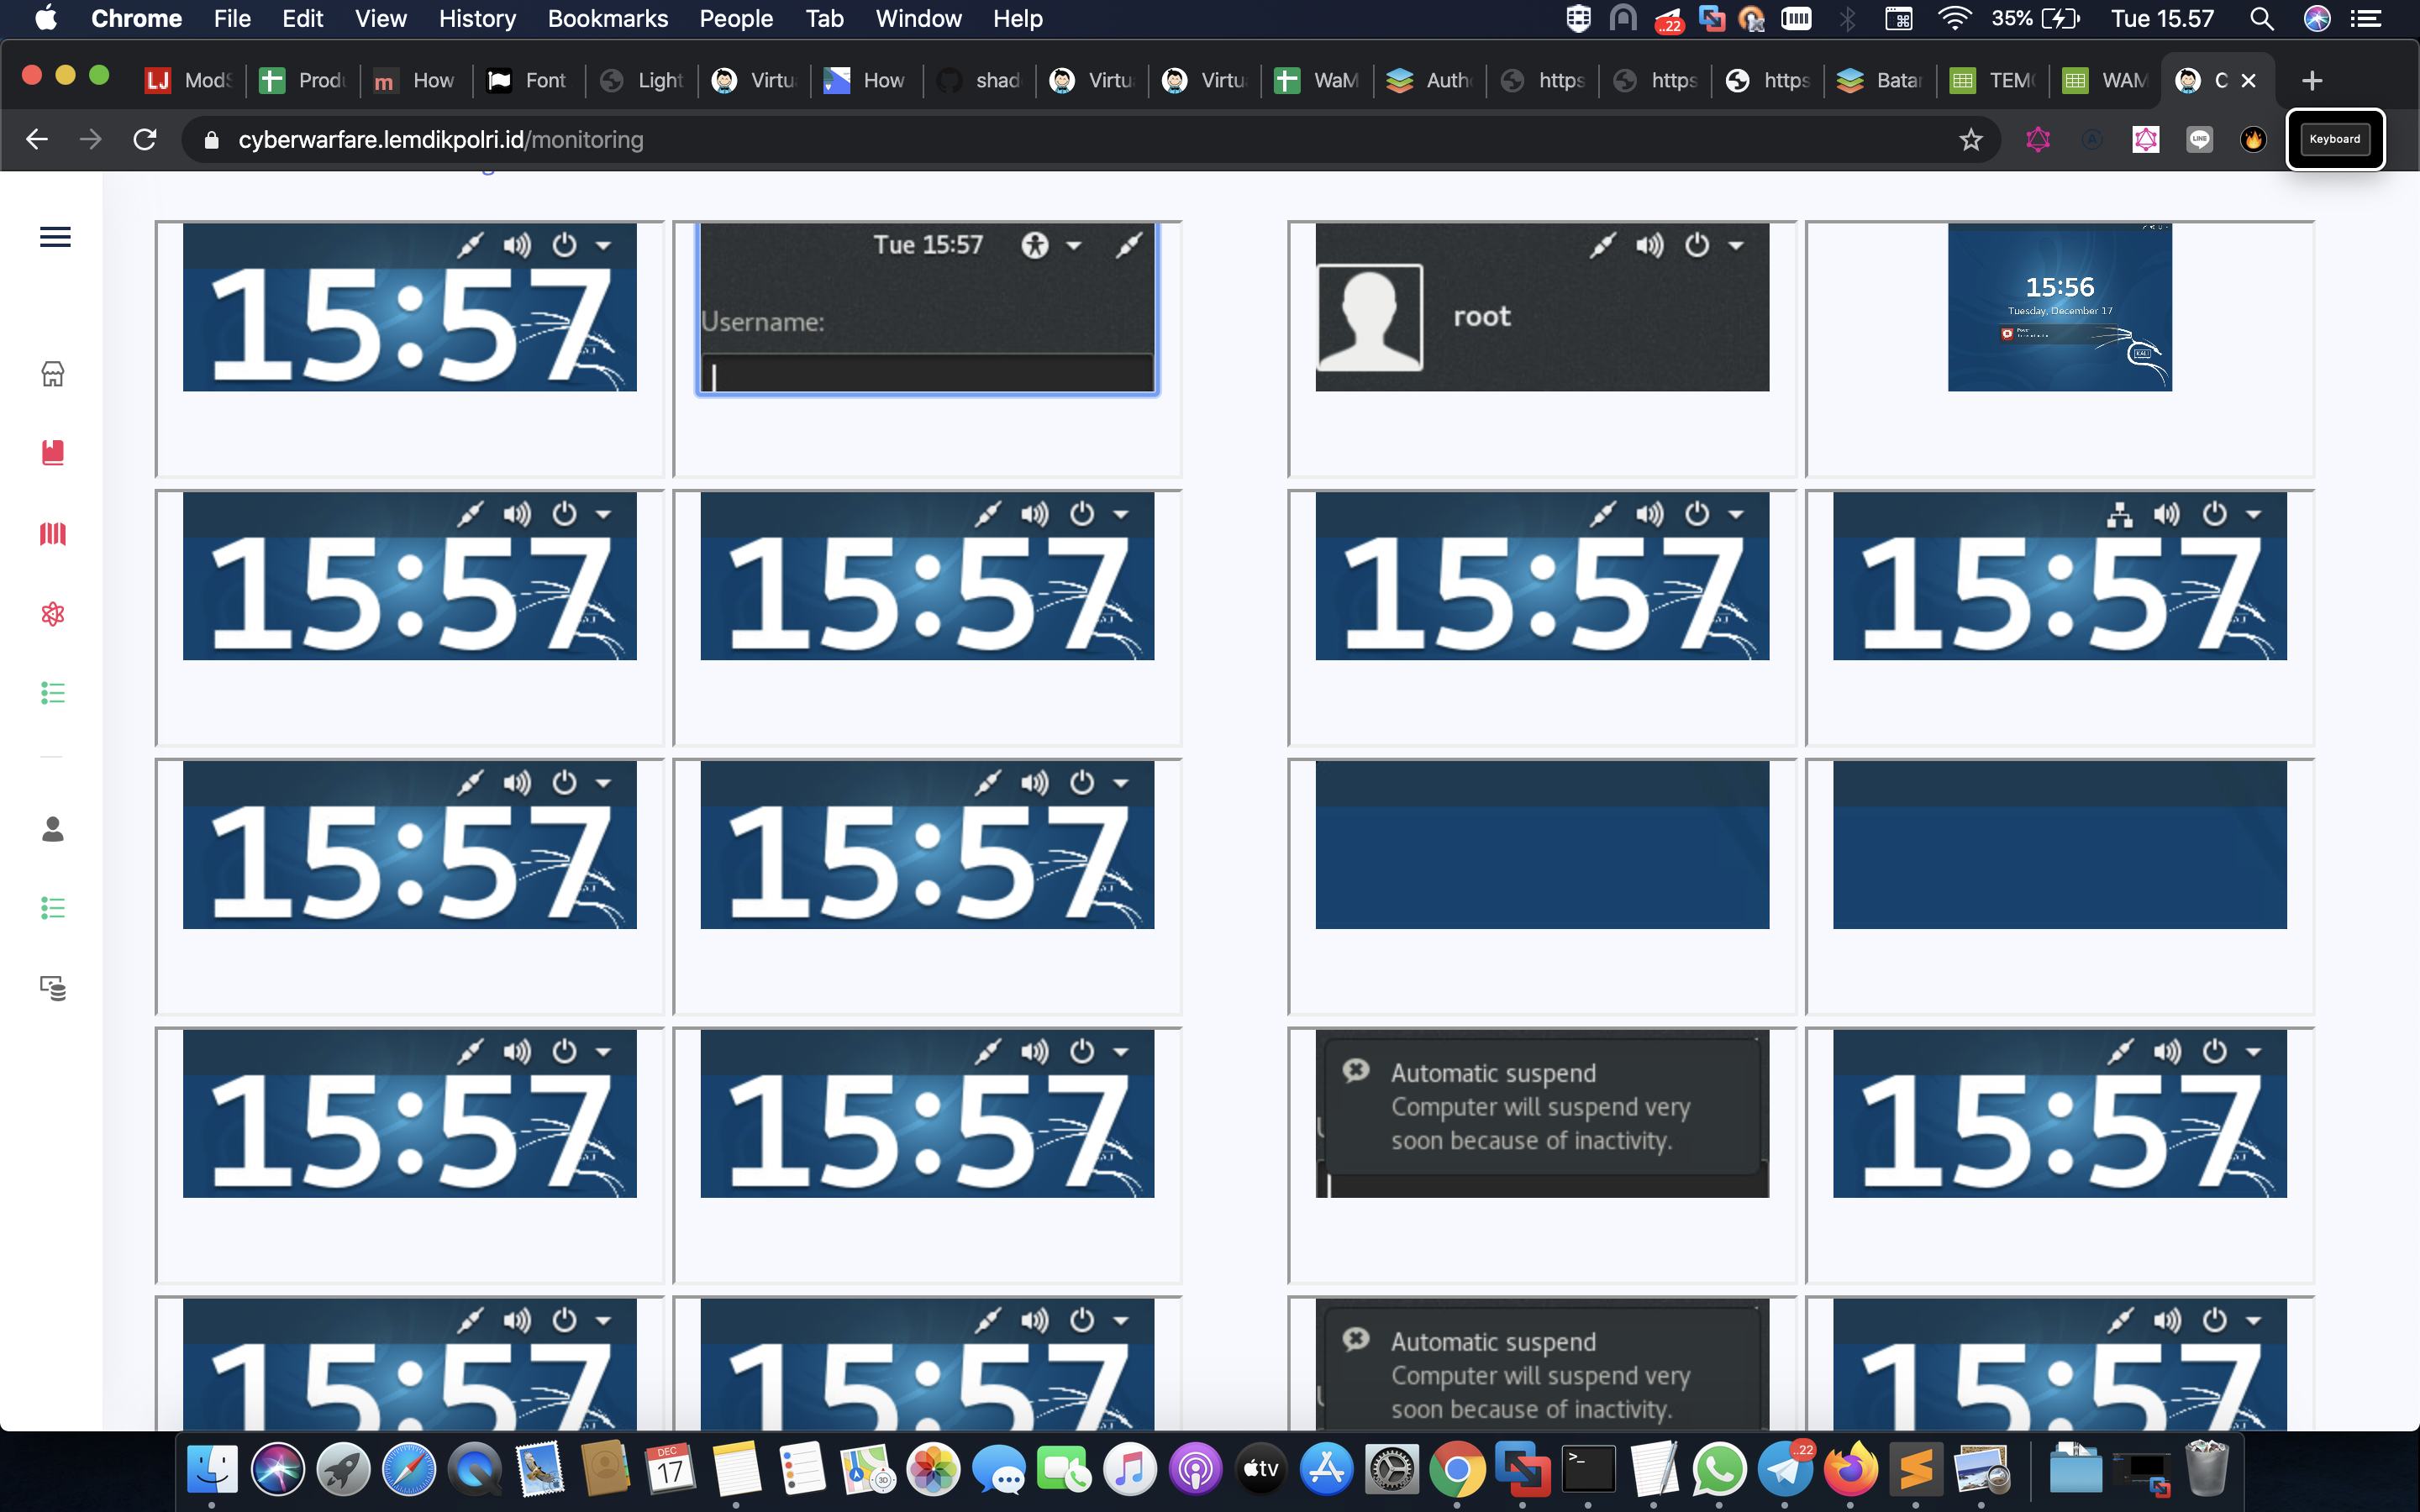 Chrome File Edit View History Bookmarks People Tab Window Help ..22 35% Tue 15.57
LJ ModS Produ m How Font Light Virtu How shad Virtu Virtu WaM Auth https https https Batar TEM WAM C
cyberwarfare.lemdikpolri.id/monitoring LINE Keyboard
15:57
Tue 15:57
Username:
root
15:56
Tuesday, December 17
15:57
15:57
15:57
15:57
15:57
15:57
15:57
15:57
Automatic suspend
Computer will suspend very
soon because of inactivity.
15:57
15:57
15:57
Automatic suspend
Computer will suspend very
soon because of inactivity.
15:57
DEC
17
3D
tv
>_
..22